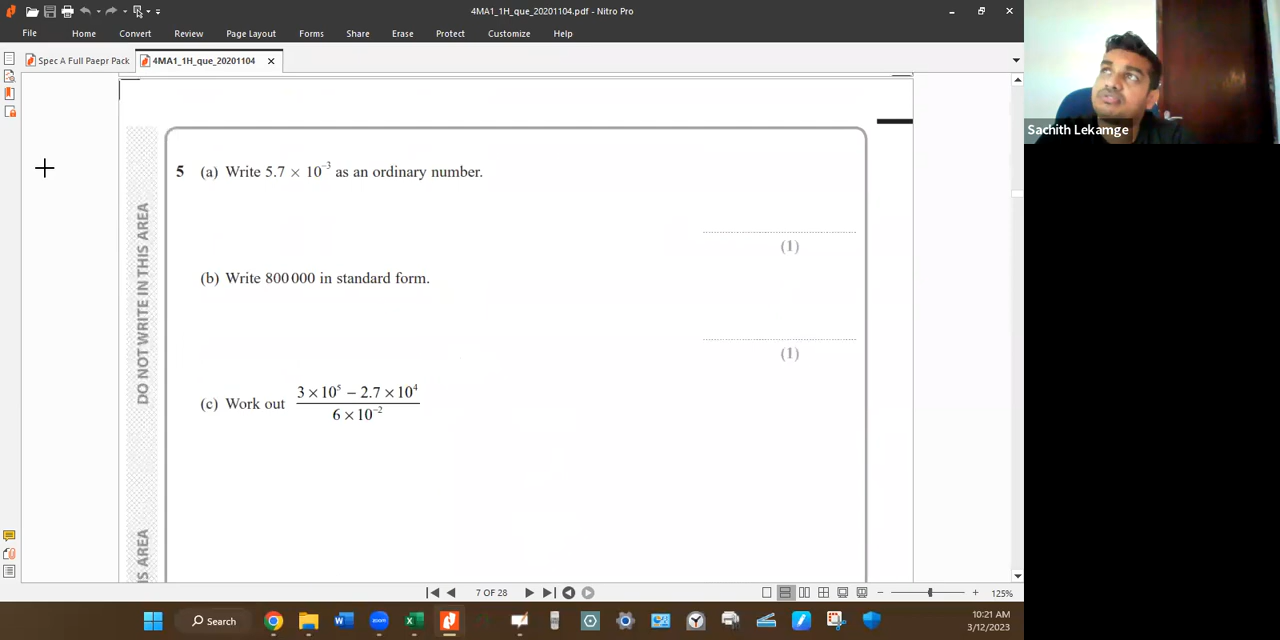 4MA1_1H_que_20201104.pdf - Nitro Pro
File Home Convert Review Page Layout Forms Share Erase Protect Customize Help
Spec A Full Paepr Pack 4MA1_1H_que_20201104
Sachith Lekamge
DO NOT WRITE IN THIS AREA
5 (a) Write 5.7 × 10⁻³ as an ordinary number.
(1)
(b) Write 800 000 in standard form.
(1)
(c) Work out (3 × 10⁵ − 2.7 × 10⁴) / (6 × 10⁻²)
IS AREA
7 OF 28
125%
Search
zoom
10:21 AM
3/12/2023